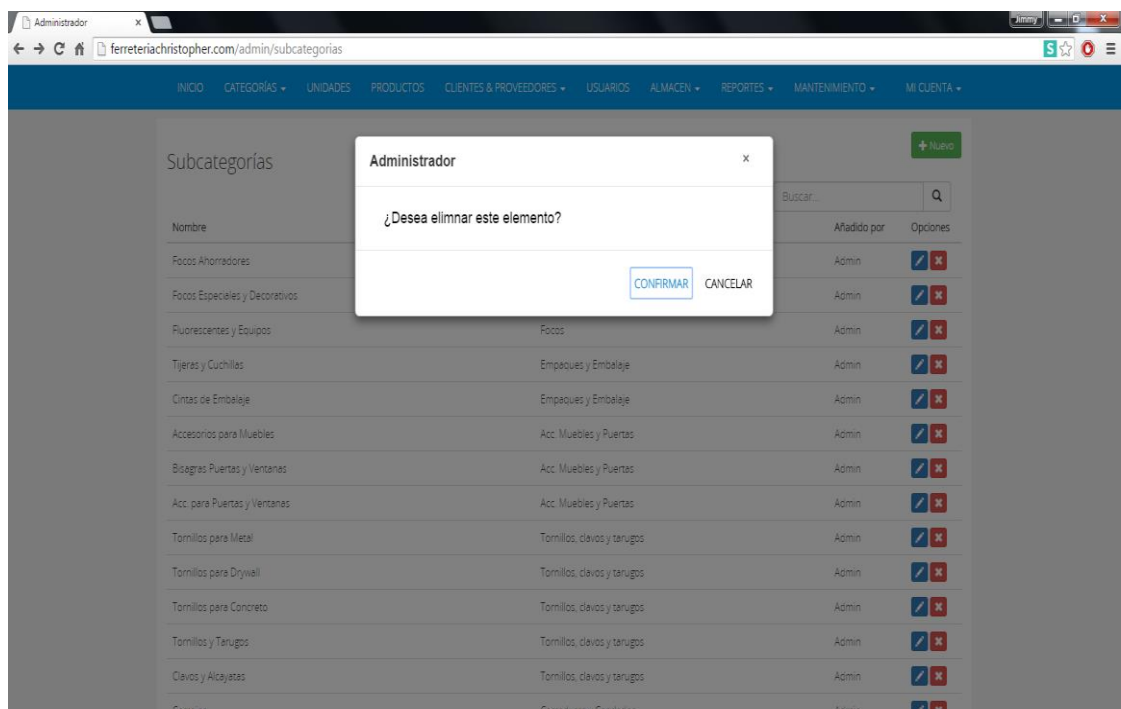 Administrador
Jimmy
ferreteriachristopher.com/admin/subcategorias
INICIO CATEGORÍAS UNIDADES PRODUCTOS CLIENTES & PROVEEDORES USUARIOS ALMACEN REPORTES MANTENIMIENTO MI CUENTA
Subcategorías
Nuevo
Administrador
x
¿Desea elimnar este elemento?
CONFIRMAR CANCELAR
Buscar...
Nombre Añadido por Opciones
Focos Ahorradores Admin
Focos Especiales y Decorativos Admin
Fluorescentes y Equipos Focos Admin
Tijeras y Cuchillas Empaques y Embalaje Admin
Cintas de Embalaje Empaques y Embalaje Admin
Accesorios para Muebles Acc. Muebles y Puertas Admin
Bisagras Puertas y Ventanas Acc. Muebles y Puertas Admin
Acc. para Puertas y Ventanas Acc. Muebles y Puertas Admin
Tornillos para Metal Tornillos, clavos y tarugos Admin
Tornillos para Drywall Tornillos, clavos y tarugos Admin
Tornillos para Concreto Tornillos, clavos y tarugos Admin
Tornillos y Tarugos Tornillos, clavos y tarugos Admin
Clavos y Alcayatas Tornillos, clavos y tarugos Admin